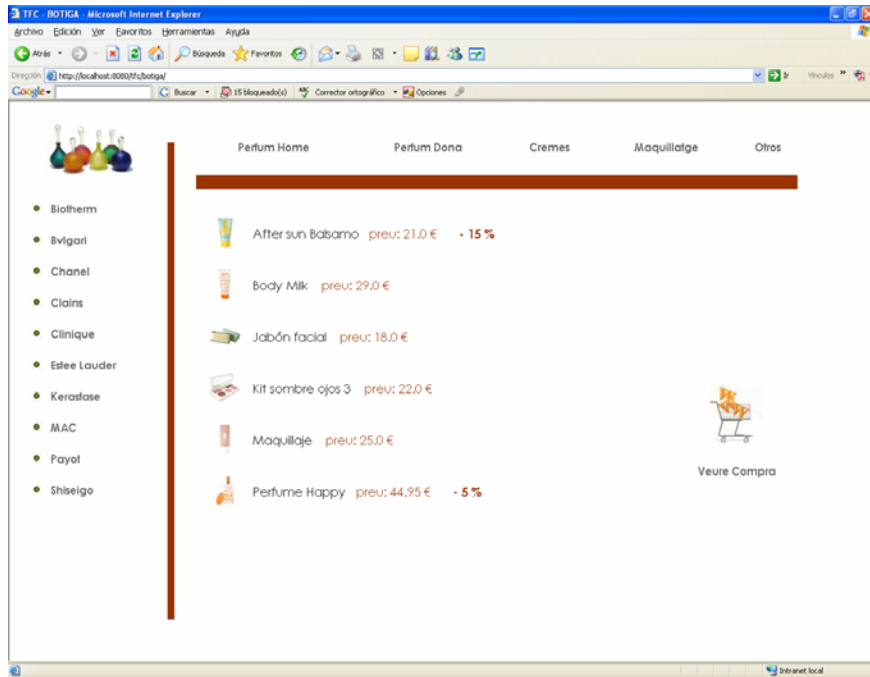 TFC - BOTIGA - Microsoft Internet Explorer
Archivo Edición Ver Favoritos Herramientas Ayuda
Atrás Búsqueda Favoritos
Dirección http://localhost:8080/tfc/botiga/ Ir Vínculos »
Google Buscar 15 bloqueado(s) Corrector ortográfico Opciones
Perfum Home Perfum Dona Cremes Maquillatge Otros
Biotherm
Bvlgari
Chanel
Clains
Clinique
Estee Lauder
Kerastase
MAC
Payot
Shiseigo
After sun Balsamo preu: 21.0 € - 15 %
Body Milk preu: 29.0 €
Jabón facial preu: 18.0 €
Kit sombre ojos 3 preu: 22.0 €
Maquillaje preu: 25.0 €
Perfume Happy preu: 44.95 € - 5 %
Veure Compra
Intranet local